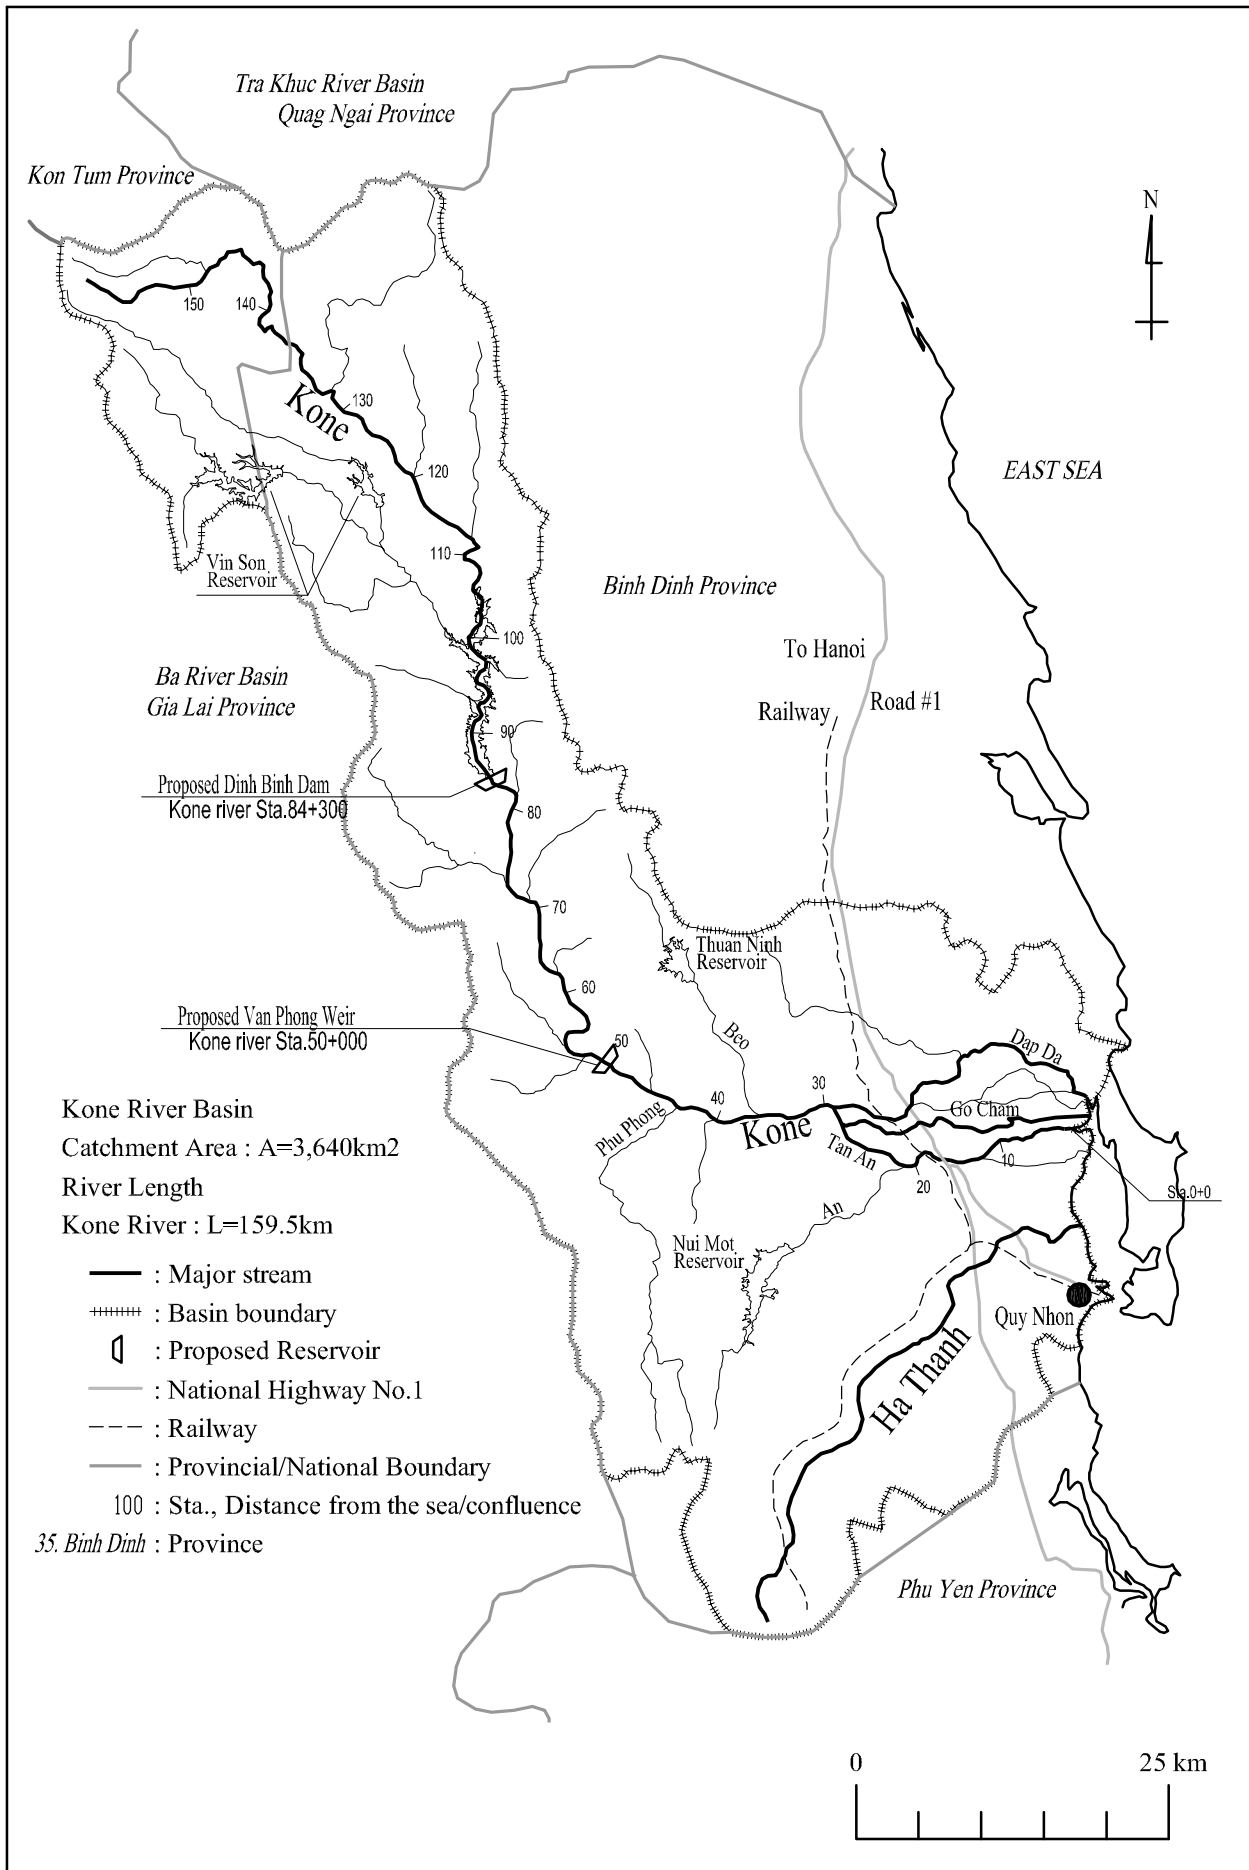 Tra Khuc River Basin
Quag Ngai Province
Kon Tum Province
N
150
140
Kone
130
120
EAST SEA
110
Vin Son
Reservoir
Binh Dinh Province
100
To Hanoi
Ba River Basin
Gia Lai Province
Road #1
Railway
90
Proposed Dinh Binh Dam
Kone river Sta.84+300
80
70
Thuan Ninh
Reservoir
60
Proposed Van Phong Weir
Kone river Sta.50+000
50
Beo
Dap Da
30
40
Go Cham
Kone River Basin
Phu Phong
Kone
Tan An
10
Catchment Area : A=3,640km2
20
River Length
Sta.0+0
An
Kone River : L=159.5km
Nui Mot
Reservoir
: Major stream
Quy Nhon
: Basin boundary
Ha Thanh
: Proposed Reservoir
: National Highway No.1
: Railway
: Provincial/National Boundary
100 : Sta., Distance from the sea/confluence
35. Binh Dinh : Province
Phu Yen Province
0 25 km